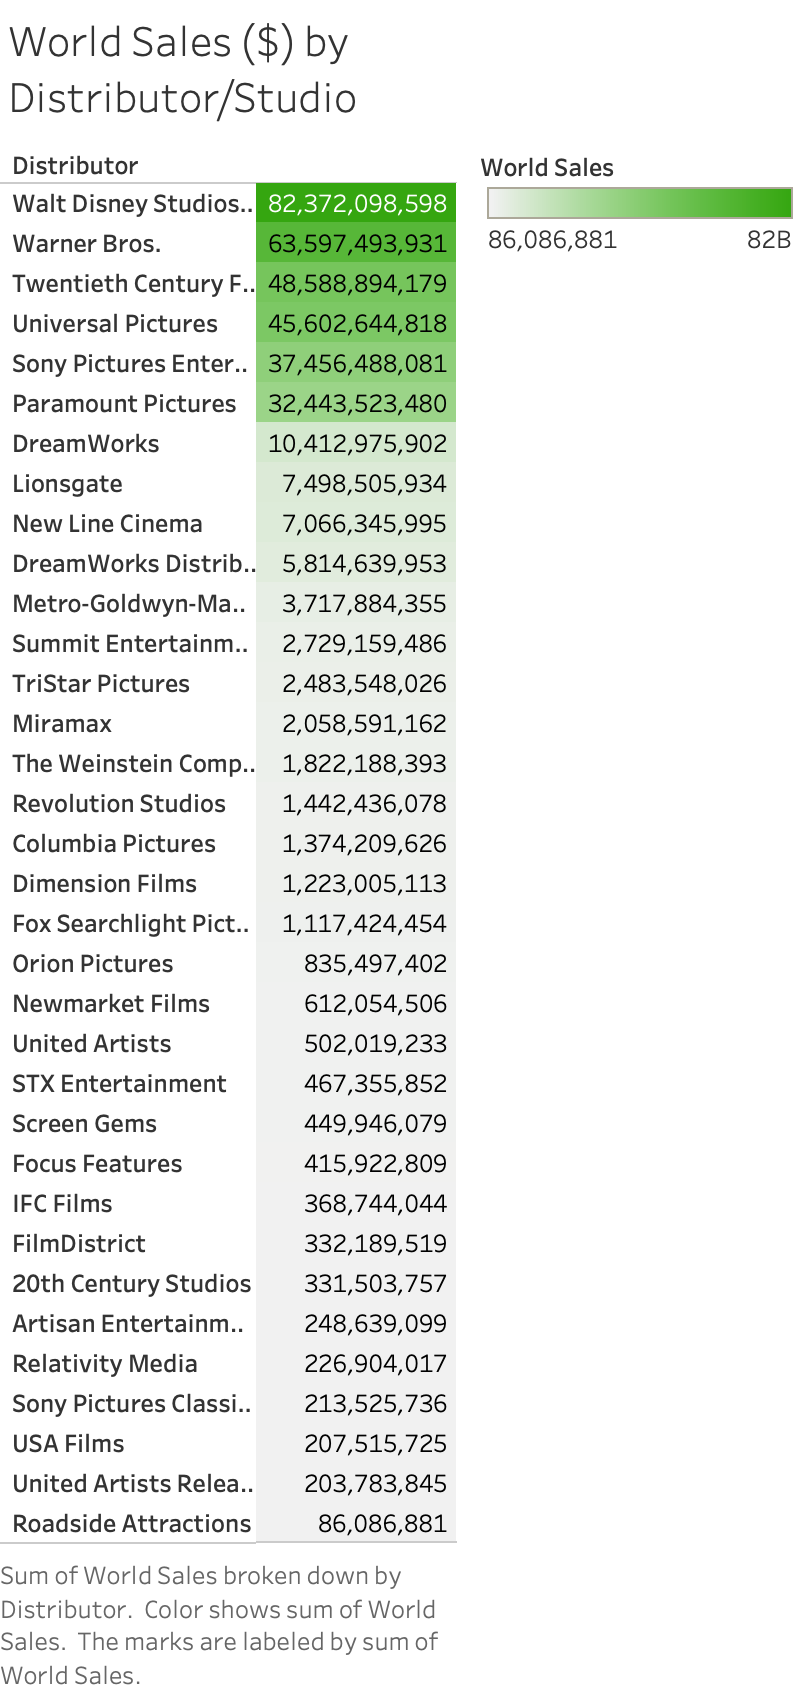 World Sales ($) by
Distributor/Studio
Distributor
World Sales
86,086,881 82B
Walt Disney Studios.. 82,372,098,598
Warner Bros. 63,597,493,931
Twentieth Century F.. 48,588,894,179
Universal Pictures 45,602,644,818
Sony Pictures Enter.. 37,456,488,081
Paramount Pictures 32,443,523,480
DreamWorks 10,412,975,902
Lionsgate 7,498,505,934
New Line Cinema 7,066,345,995
DreamWorks Distrib.. 5,814,639,953
Metro-Goldwyn-Ma.. 3,717,884,355
Summit Entertainm.. 2,729,159,486
TriStar Pictures 2,483,548,026
Miramax 2,058,591,162
The Weinstein Comp.. 1,822,188,393
Revolution Studios 1,442,436,078
Columbia Pictures 1,374,209,626
Dimension Films 1,223,005,113
Fox Searchlight Pict.. 1,117,424,454
Orion Pictures 835,497,402
Newmarket Films 612,054,506
United Artists 502,019,233
STX Entertainment 467,355,852
Screen Gems 449,946,079
Focus Features 415,922,809
IFC Films 368,744,044
FilmDistrict 332,189,519
20th Century Studios 331,503,757
Artisan Entertainm.. 248,639,099
Relativity Media 226,904,017
Sony Pictures Classi.. 213,525,736
USA Films 207,515,725
United Artists Relea.. 203,783,845
Roadside Attractions 86,086,881
Sum of World Sales broken down by
Distributor.  Color shows sum of World
Sales.  The marks are labeled by sum of
World Sales.